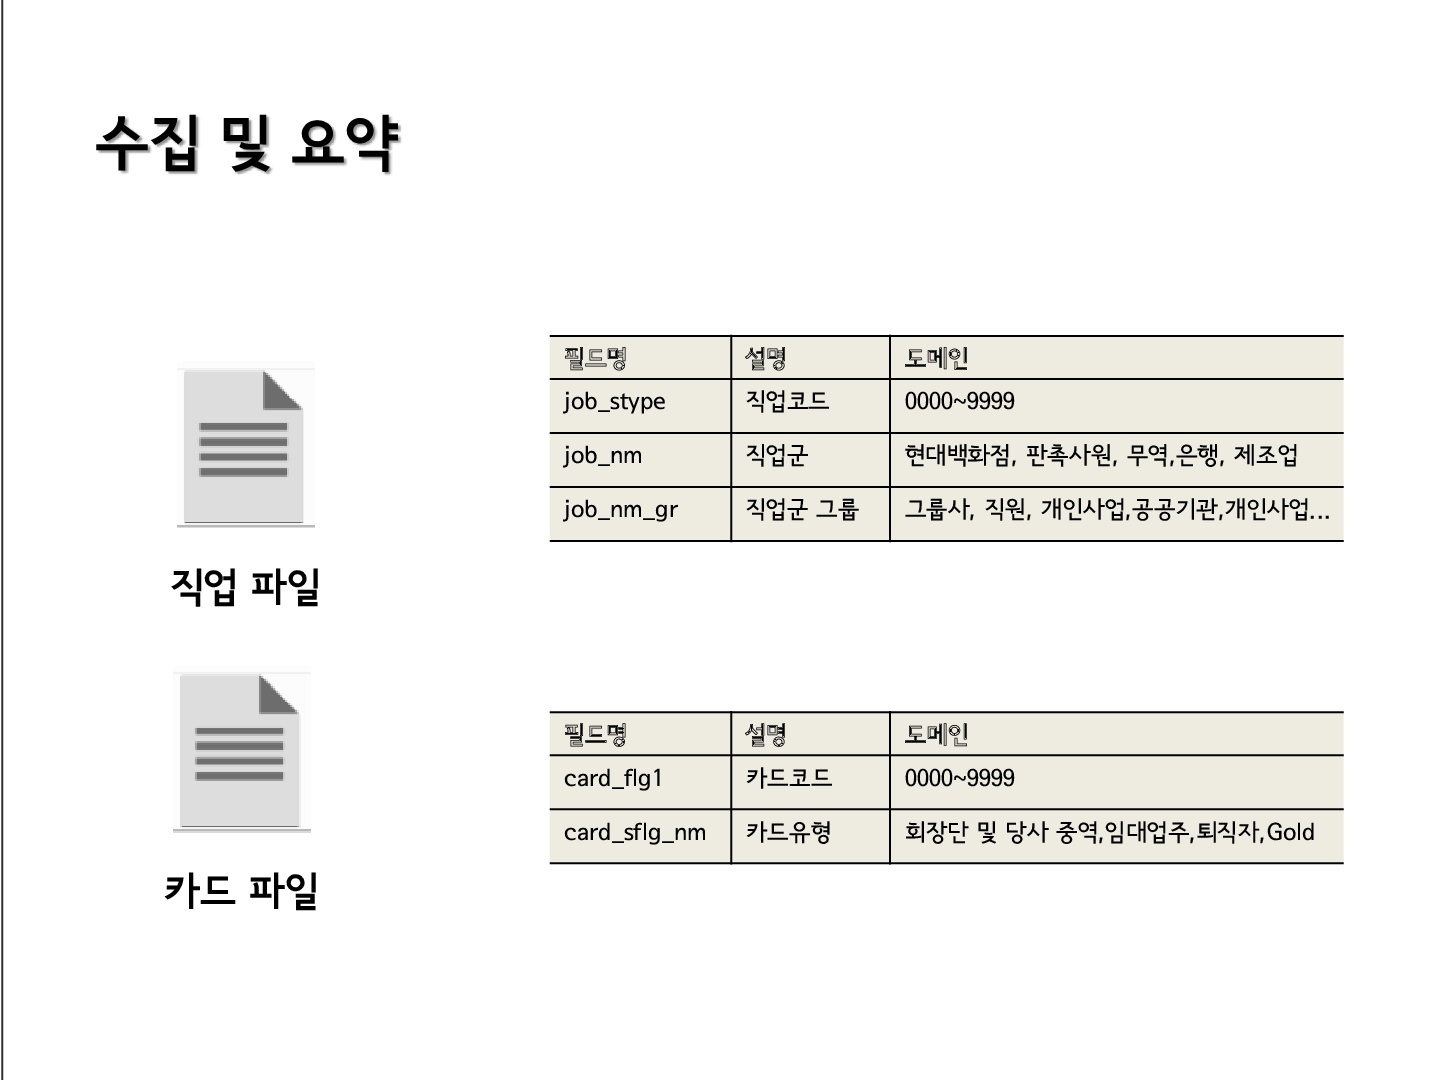 수집 및 요약
필드명 설명 도메인
job_stype 직업코드 0000~9999
job_nm 직업군 현대백화점, 판촉사원, 무역,은행, 제조업
job_nm_gr 직업군 그룹 그룹사, 직원, 개인사업,공공기관,개인사업...
직업 파일
필드명 설명 도메인
card_flg1 카드코드 0000~9999
card_sflg_nm 카드유형 회장단 및 당사 중역,임대업주,퇴직자,Gold
카드 파일